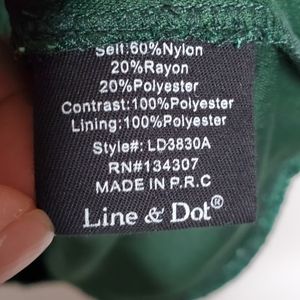 Self:60%Nylon
20%Rayon
20%Polyester
Contrast:100%Polyester
Lining:100%Polyester
Style#: LD3830A
RN#134307
MADE IN P.R.C
Line & Dot®